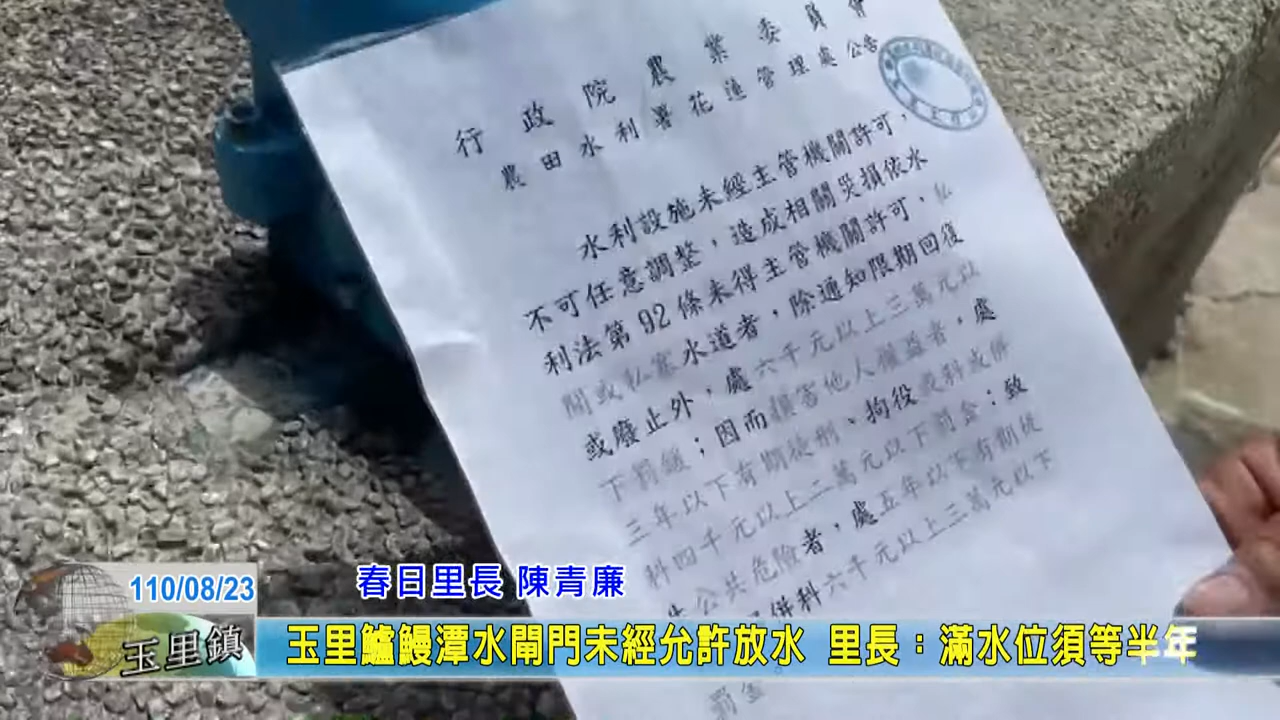 行政院農業委員會
農田水利署花蓮管理處公告
水利設施未經主管機關許可，
不可任意調整，造成相關災損依水
利法第92條未得主管機關許可，私
開或私塞水道者，除通知限期回復
或廢止外，處六千元以上三萬元以
下罰鍰；因而損害他人權益者，處
三年以下有期徒刑、拘役或科或併
科四千元以上二萬元以下罰金；致
生公共危險者，處五年以下有期徒
併科六千元以上三萬元以下
罰金。
110/08/23
春日里長 陳青廉
玉里鎮
玉里鱸鰻潭水閘門未經允許放水 里長：滿水位須等半年